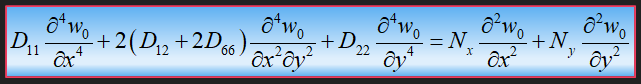 D₁₁ ∂⁴w₀/∂x⁴ + 2(D₁₂ + 2D₆₆) ∂⁴w₀/∂x²∂y² + D₂₂ ∂⁴w₀/∂y⁴ = Nₓ ∂²w₀/∂x² + N_y ∂²w₀/∂y²